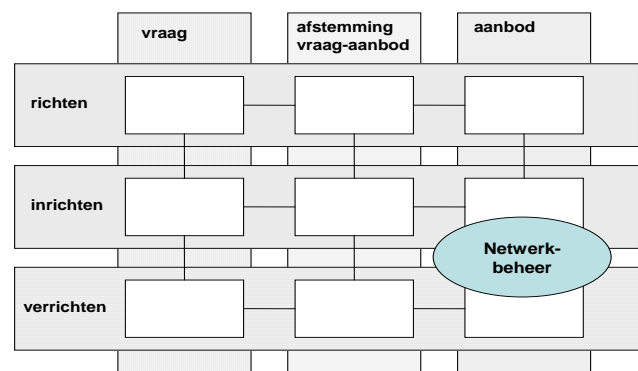 vraag
afstemming
vraag-aanbod
aanbod
richten
inrichten
Netwerk-
beheer
verrichten